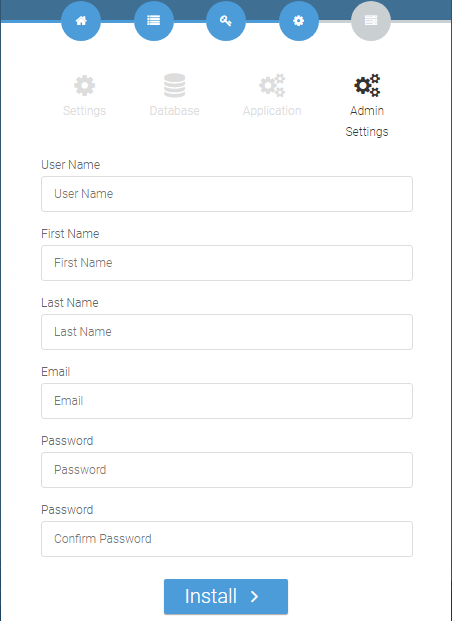 Settings
Database
Application
Admin
Settings
User Name
User Name
First Name
First Name
Last Name
Last Name
Email
Email
Password
Password
Password
Confirm Password
Install